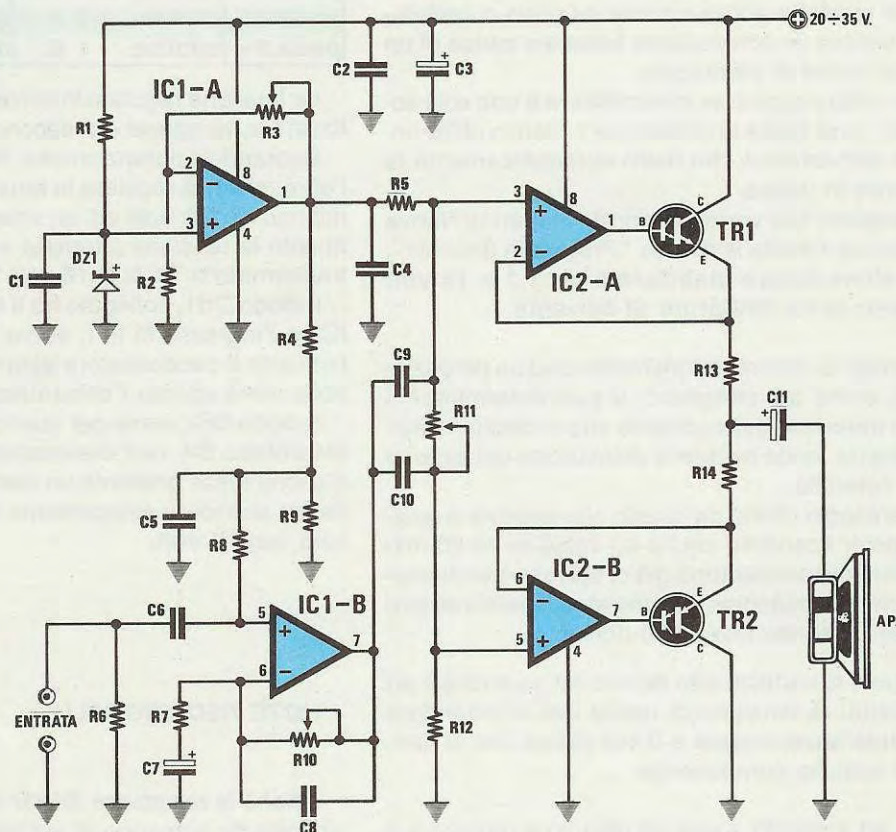 20÷35 V.
IC1-A
C2
C3
R1
R3
2
8
1
3
4
R5
3
8
1
2
B
C
E
TR1
IC2-A
C1
DZ1
R2
C4
R4
C9
R11
C10
R13
C11
R14
C5
R8
R9
IC1-B
IC2-B
C6
5
7
6
6
7
5
4
B
E
C
TR2
AP
ENTRATA
R6
R7
C7
R10
C8
R12